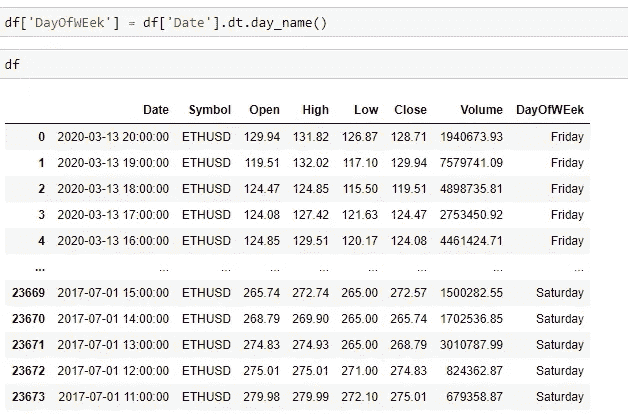 df['DayOfWEek'] = df['Date'].dt.day_name()
df
Date Symbol Open High Low Close Volume DayOfWEek
0 2020-03-13 20:00:00 ETHUSD 129.94 131.82 126.87 128.71 1940673.93 Friday
1 2020-03-13 19:00:00 ETHUSD 119.51 132.02 117.10 129.94 7579741.09 Friday
2 2020-03-13 18:00:00 ETHUSD 124.47 124.85 115.50 119.51 4898735.81 Friday
3 2020-03-13 17:00:00 ETHUSD 124.08 127.42 121.63 124.47 2753450.92 Friday
4 2020-03-13 16:00:00 ETHUSD 124.85 129.51 120.17 124.08 4461424.71 Friday
... ... ... ... ... ... ... ... ...
23669 2017-07-01 15:00:00 ETHUSD 265.74 272.74 265.00 272.57 1500282.55 Saturday
23670 2017-07-01 14:00:00 ETHUSD 268.79 269.90 265.00 265.74 1702536.85 Saturday
23671 2017-07-01 13:00:00 ETHUSD 274.83 274.93 265.00 268.79 3010787.99 Saturday
23672 2017-07-01 12:00:00 ETHUSD 275.01 275.01 271.00 274.83 824362.87 Saturday
23673 2017-07-01 11:00:00 ETHUSD 279.98 279.99 272.10 275.01 679358.87 Saturday